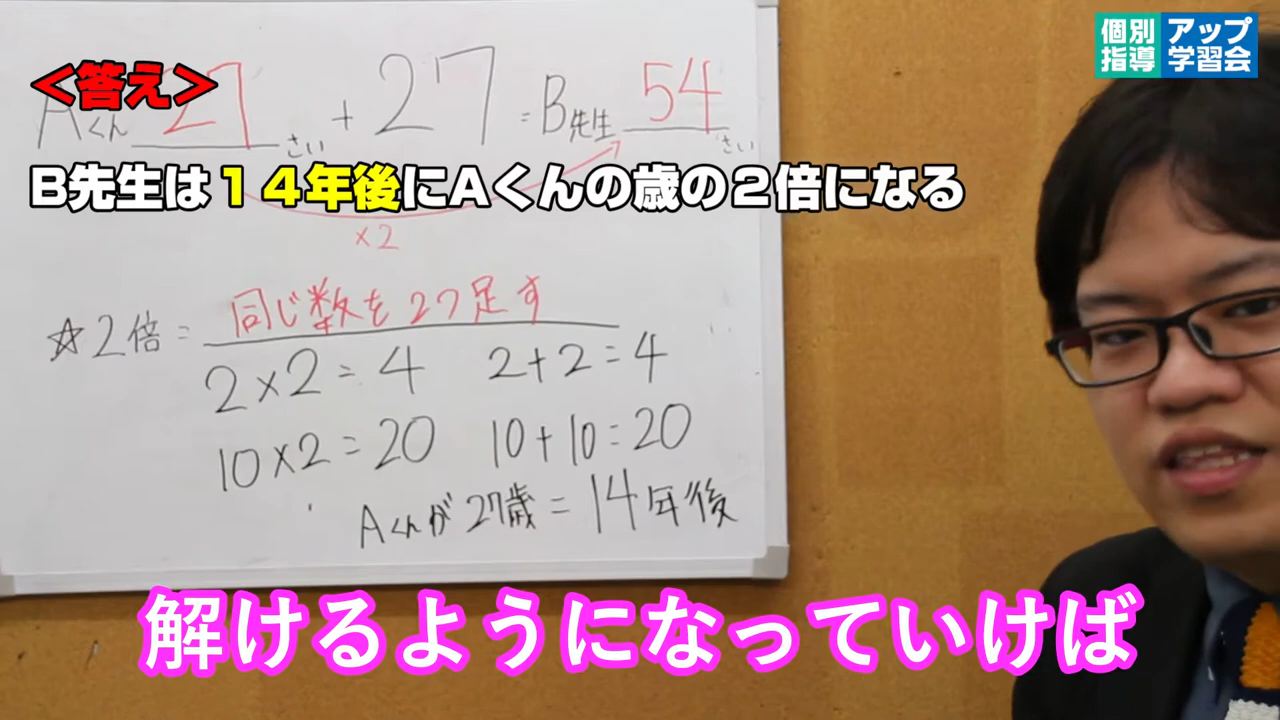 個別
指導
アップ
学習会
<答え>
Aくん 27 さい + 27 = B先生 54 さい
B先生は14年後にAくんの歳の2倍になる
×2
☆2倍 = 同じ数を2つ足す
2×2=4 2+2=4
10×2=20 10+10=20
Aくんが27歳=14年後
解けるようになっていけば